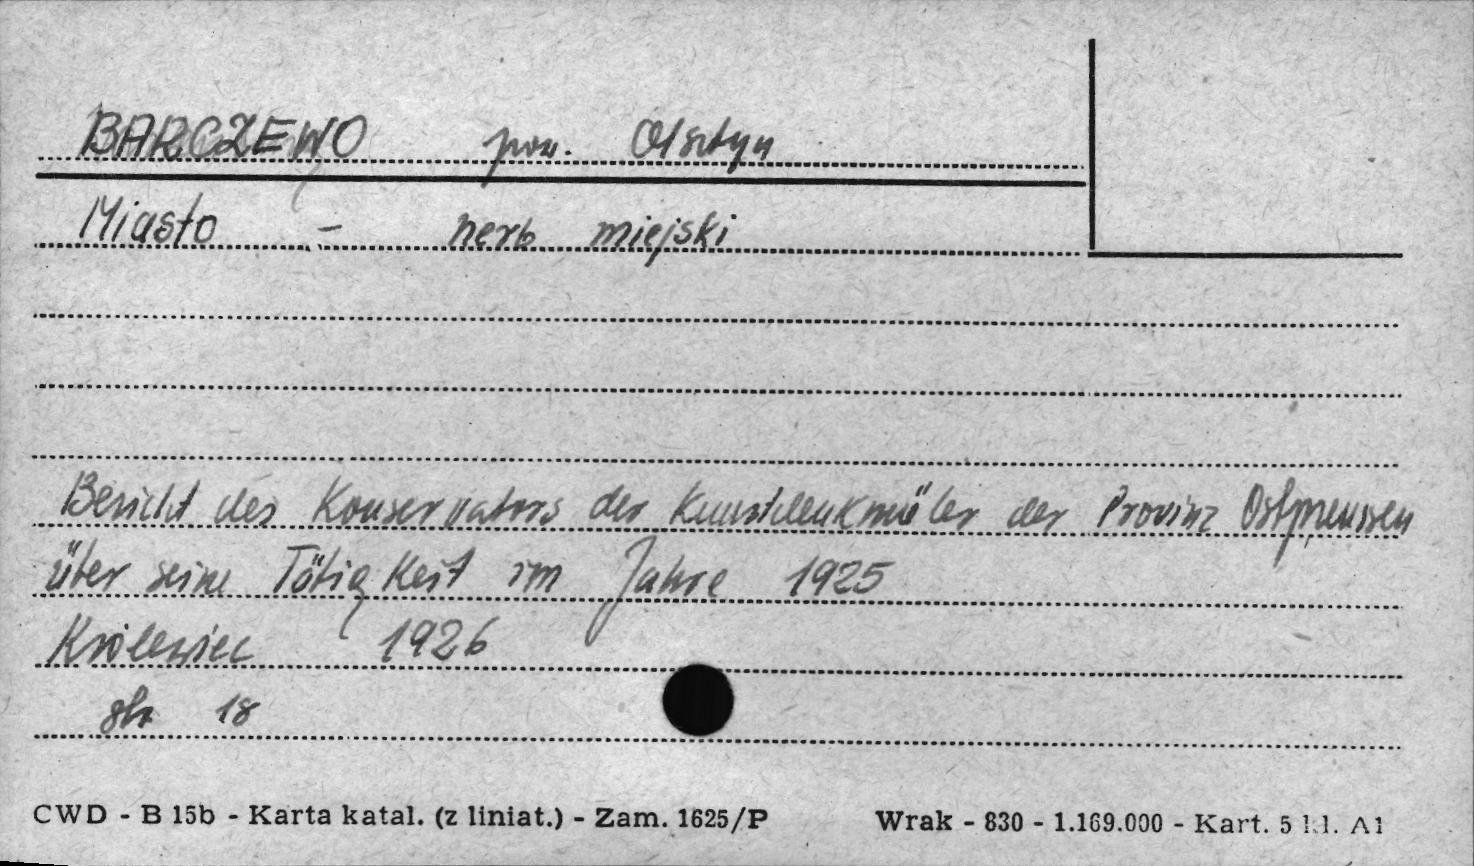 BARCZEWO pow. Olsztyn
Miasto - herb miejski
Bericht des Konservators der Kunstdenkmäler der Provinz Ostpreussen
über seine Tätigkeit im Jahre 1925
Królewiec 1926
str 18
CWD - B 15b - Karta katal. (z liniat.) - Zam. 1625/P Wrak - 830 - 1.169.000 - Kart. 5 kl. A1